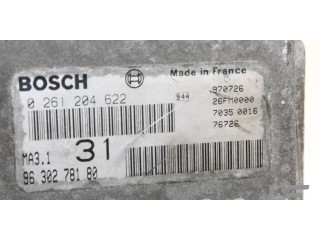 BOSCH
Made in France
0 261 204 622
944
970726
26FM0000
7035 0016
76726
MA3.1
31
96 302 781 80